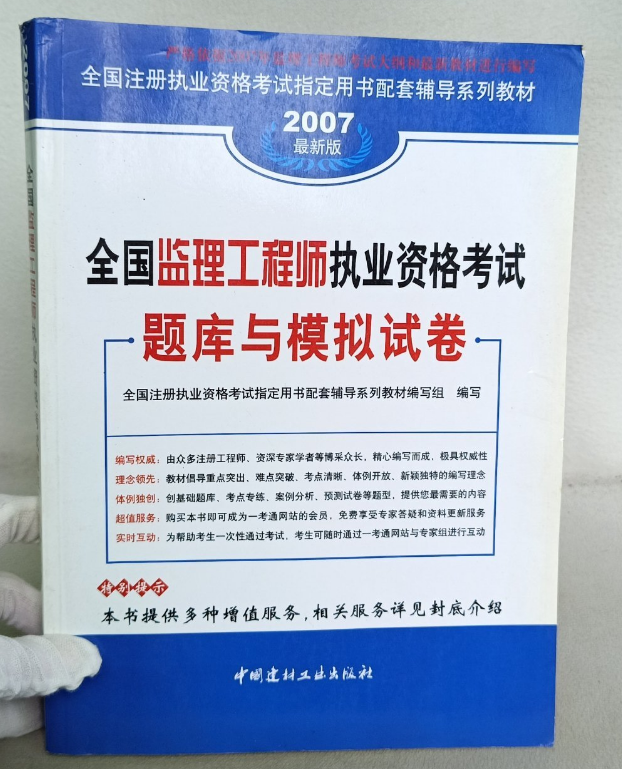 全国注册执业资格考试指定用书配套辅导系列教材
2007
最新版
全国监理工程师执业资格考试
题库与模拟试卷
全国注册执业资格考试指定用书配套辅导系列教材编写组 编写
编写权威：由众多注册工程师、资深专家学者等博采众长，精心编写而成，极具权威性
理念领先：教材倡导重点突出、难点突破、考点清晰、体例开放、新颖独特的编写理念
体例独创：创基础题库、考点专练、案例分析、预测试卷等题型，提供您最需要的内容
超值服务：购买本书即可成为一考通网站的会员，免费享受专家答疑和资料更新服务
实时互动：为帮助考生一次性通过考试，考生可随时通过一考通网站与专家组进行互动
特别提示
本书提供多种增值服务，相关服务详见封底介绍
中国建材工业出版社
2007